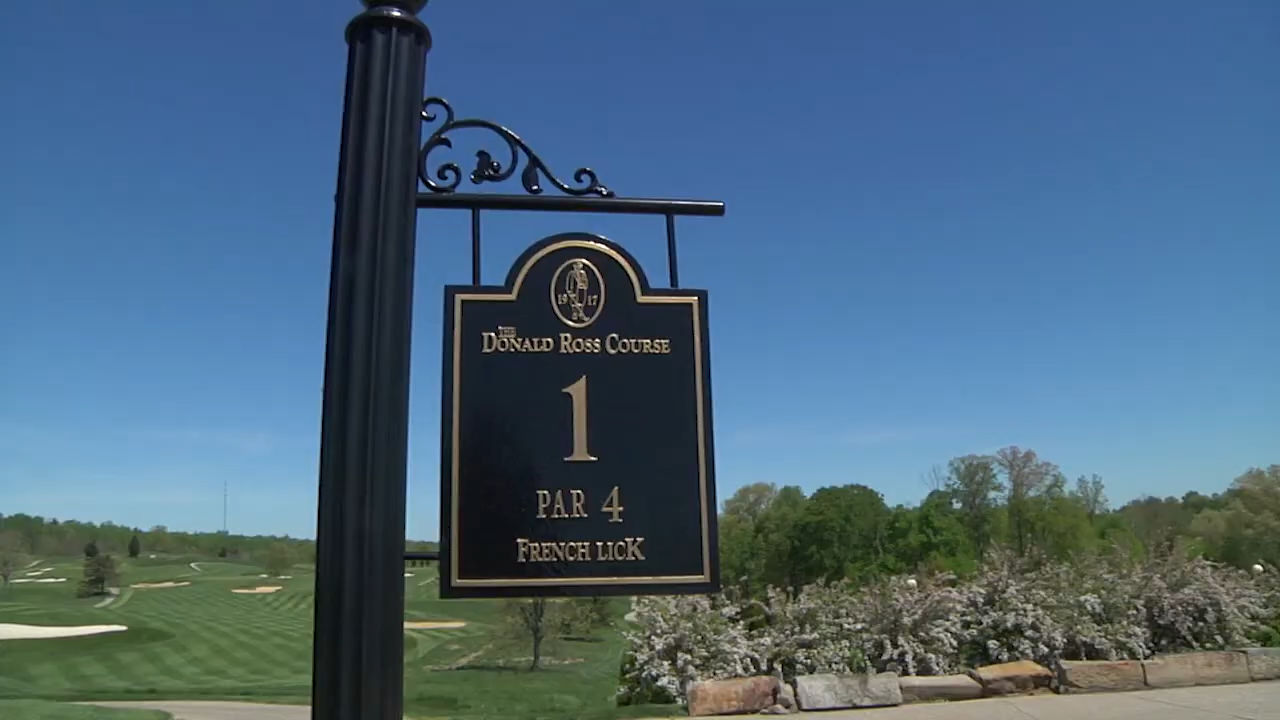 19 17
THE
DONALD ROSS COURSE
1
PAR 4
FRENCH LICK